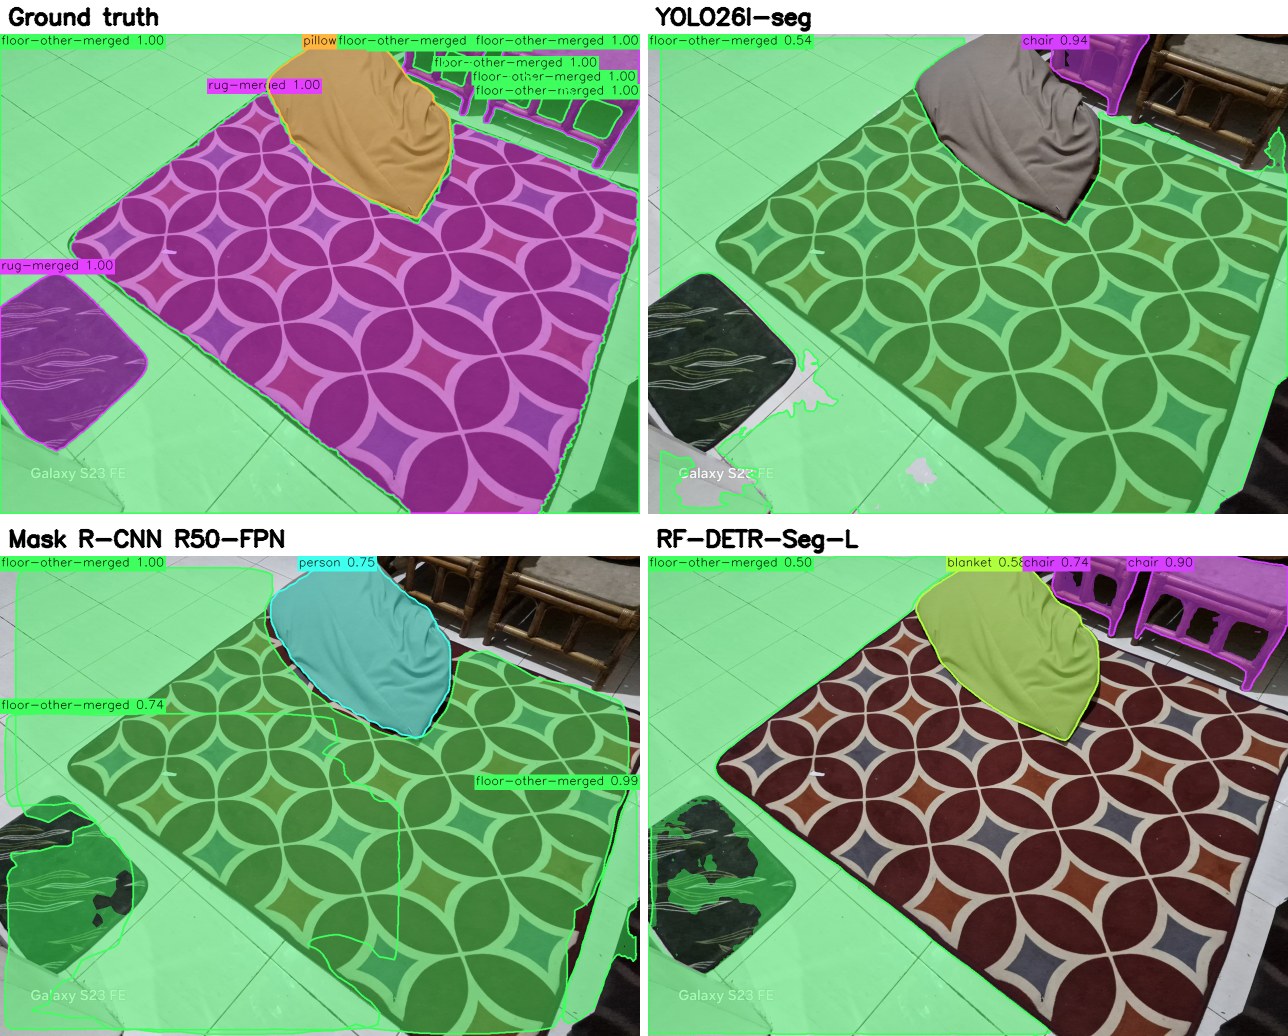 Ground truth
floor-other-merged 1.00
pillow
floor-other-merged
floor-other-merged 1.00
floor-other-merged 1.00
floor-other-merged 1.00
rug-merged 1.00
floor-other-merged 1.00
rug-merged 1.00
Galaxy S23 FE
YOLO26l-seg
floor-other-merged 0.54
chair 0.94
Galaxy S23 FE
Mask R-CNN R50-FPN
floor-other-merged 1.00
person 0.75
floor-other-merged 0.74
floor-other-merged 0.99
Galaxy S23 FE
RF-DETR-Seg-L
floor-other-merged 0.50
blanket 0.58
chair 0.74
chair 0.90
Galaxy S23 FE